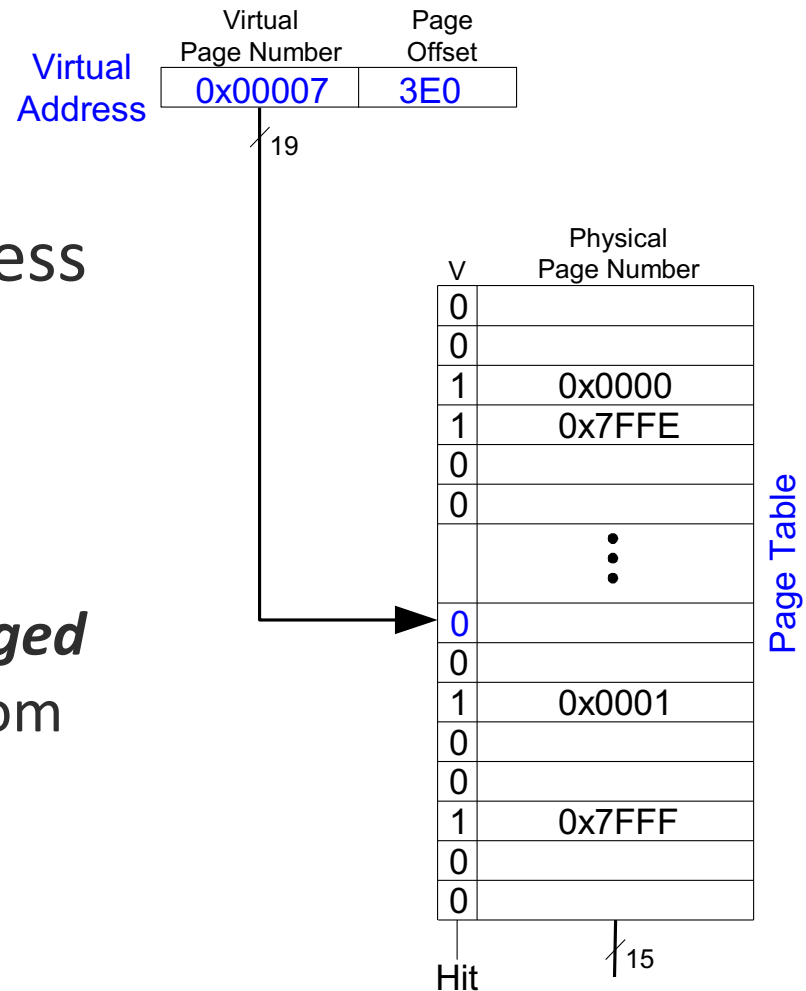 Virtual
Page Number
Page
Offset
Virtual
Address
0x00007
3E0
19
ess
ged
om
Physical
Page Number
V
0
0
1 0x0000
1 0x7FFE
0
0
0
0
1 0x0001
0
0
1 0x7FFF
0
0
Page Table
Hit
15